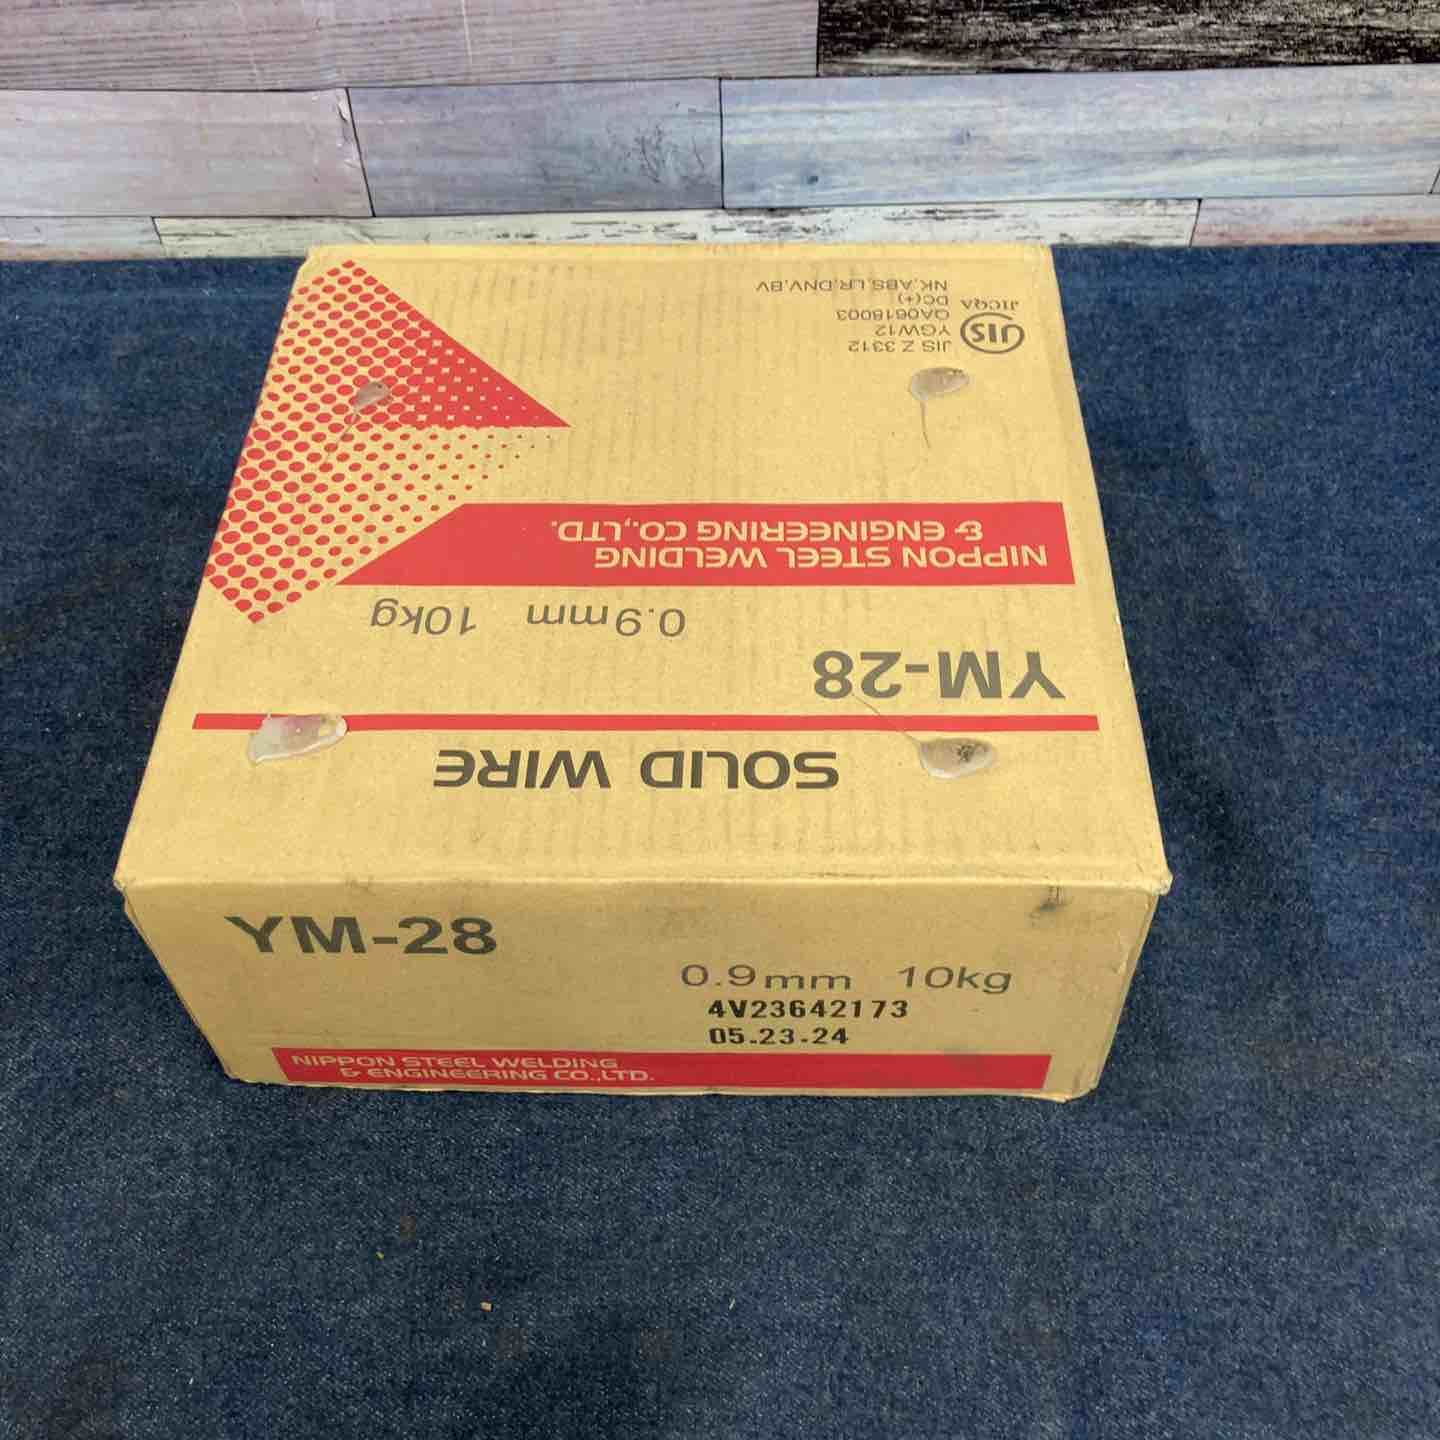 SOLID WIRE
YM-28
0.9mm 10kg
NIPPON STEEL WELDING
& ENGINEERING CO.,LTD.
JIS
JICQA
JIS Z 3312
YGW12
QA0618003
DC(+)
NK,ABS,LR,DNV,BV
YM-28
0.9mm 10kg
4V23642173
05.23.24
NIPPON STEEL WELDING
& ENGINEERING CO.,LTD.